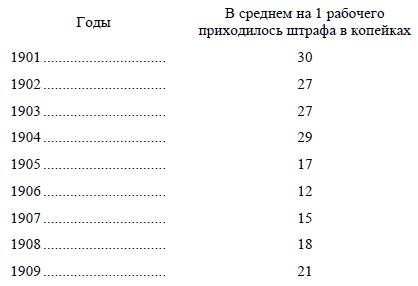 Годы
В среднем на 1 рабочего
приходилось штрафа в копейках
1901 ............................... 30
1902 ............................... 27
1903 ............................... 27
1904 ............................... 29
1905 ............................... 17
1906 ............................... 12
1907 ............................... 15
1908 ............................... 18
1909 ............................... 21